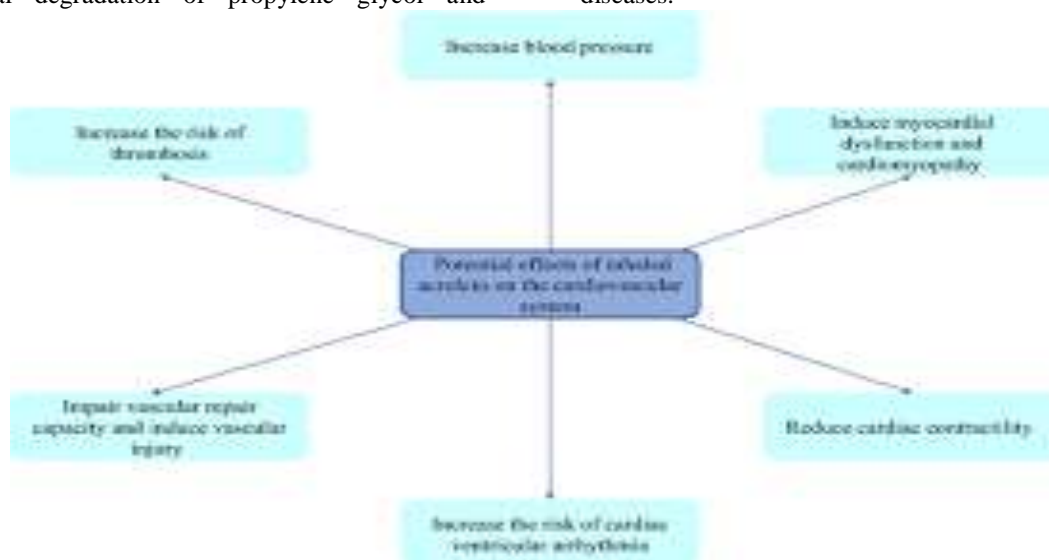 al degradation of propylene glycol and diseases.
Increase blood pressure
Increase the risk of
thrombosis
Induce myocardial
dysfunction and
cardiomyopathy
Potential effects of inhaled
acrolein on the cardiovascular
system
Impair vascular repair
capacity and induce vascular
injury
Reduce cardiac contractility
Increase the risk of cardiac
ventricular arrhythmia